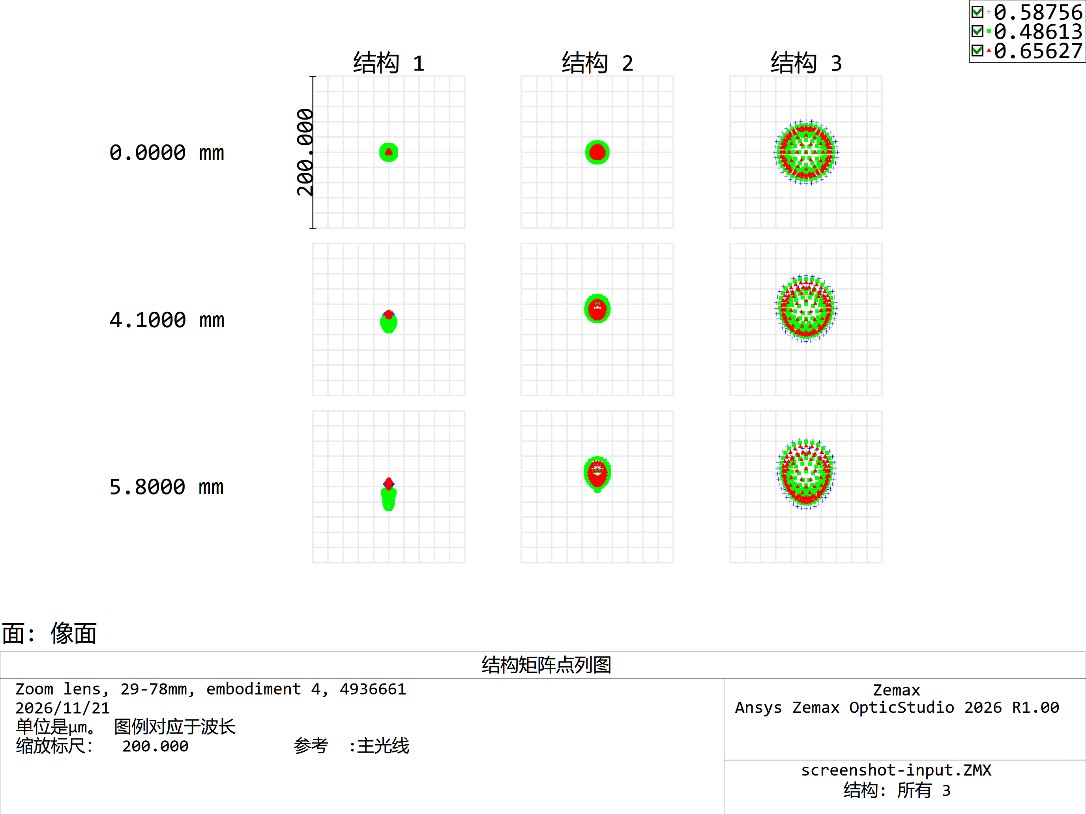 0.58756
0.48613
0.65627
结构 1
结构 2
结构 3
200.000
0.0000 mm
4.1000 mm
5.8000 mm
面: 像面
结构矩阵点列图
Zoom lens, 29-78mm, embodiment 4, 4936661
2026/11/21
单位是µm。 图例对应于波长
缩放标尺: 200.000 参考 :主光线
Zemax
Ansys Zemax OpticStudio 2026 R1.00
screenshot-input.ZMX
结构: 所有 3